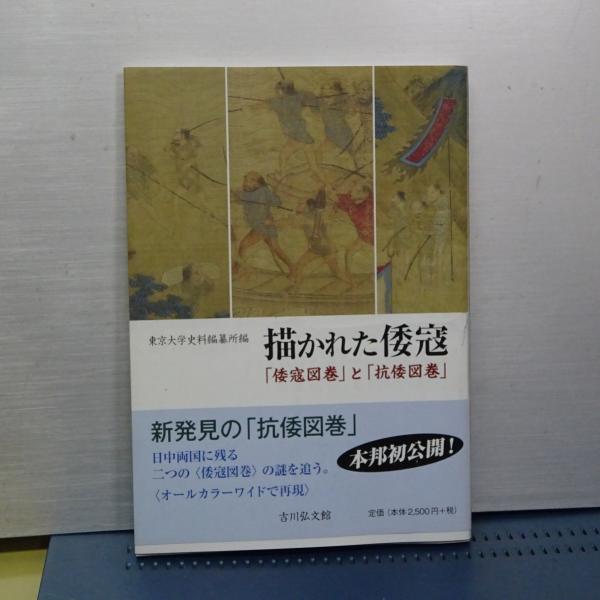 東京大学史料編纂所編
描かれた倭寇
「倭寇図巻」と「抗倭図巻」
新発見の「抗倭図巻」
日中両国に残る
二つの〈倭寇図巻〉の謎を追う。
〈オールカラーワイドで再現〉
本邦初公開!
吉川弘文館
定価（本体2,500円+税）